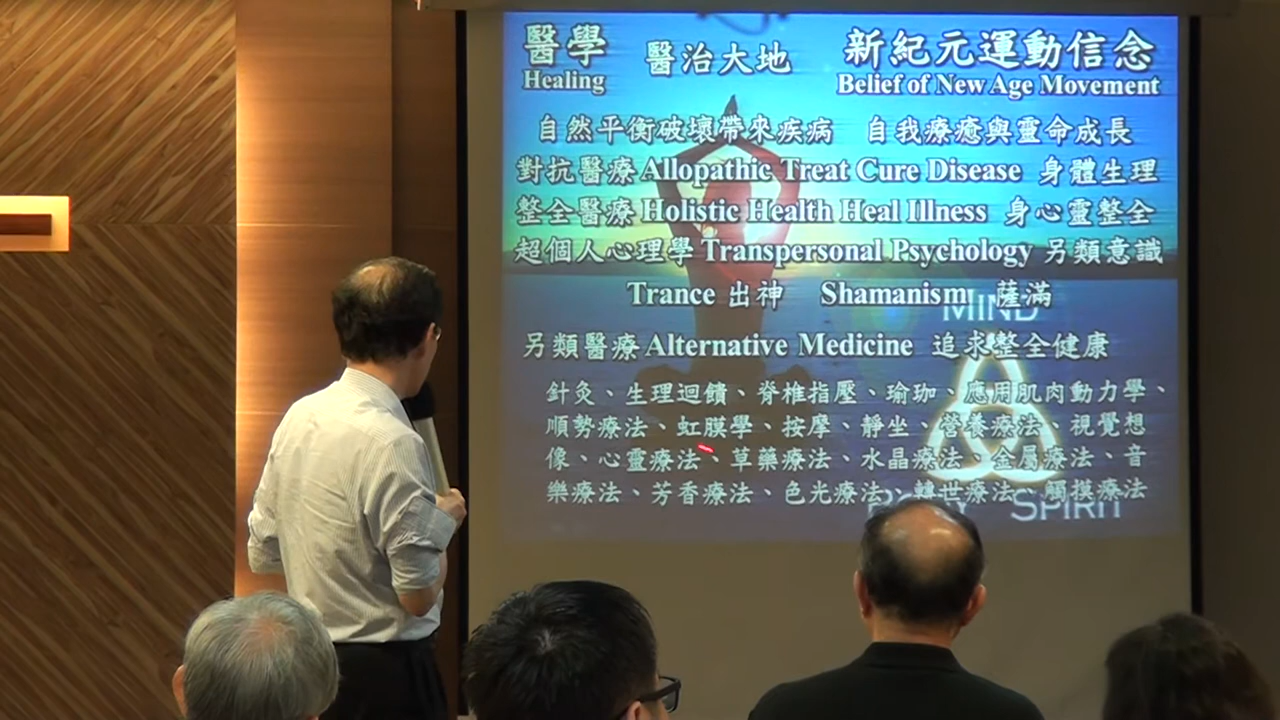 醫學 醫治大地 新紀元運動信念
Healing Belief of New Age Movement
自然平衡破壞帶來疾病 自我療癒與靈命成長
對抗醫療 Allopathic Treat Cure Disease 身體生理
整全醫療 Holistic Health Heal Illness 身心靈整全
超個人心理學 Transpersonal Psychology 另類意識
Trance 出神 Shamanism 薩滿
MIND
另類醫療 Alternative Medicine 追求整全健康
針灸、生理迴饋、脊椎指壓、瑜珈、應用肌肉動力學、
順勢療法、虹膜學、按摩、靜坐、營養療法、視覺想
像、心靈療法、草藥療法、水晶療法、金屬療法、音
樂療法、芳香療法、色光療法、轉世療法、觸摸療法
SPIRIT